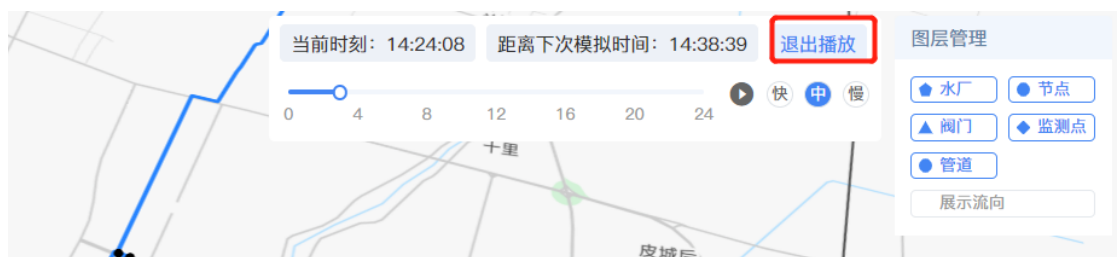 当前时刻：14:24:08 距离下次模拟时间：14:38:39 退出播放
0 4 8 12 16 20 24
快 中 慢
图层管理
水厂 节点
阀门 监测点
管道
展示流向
十里